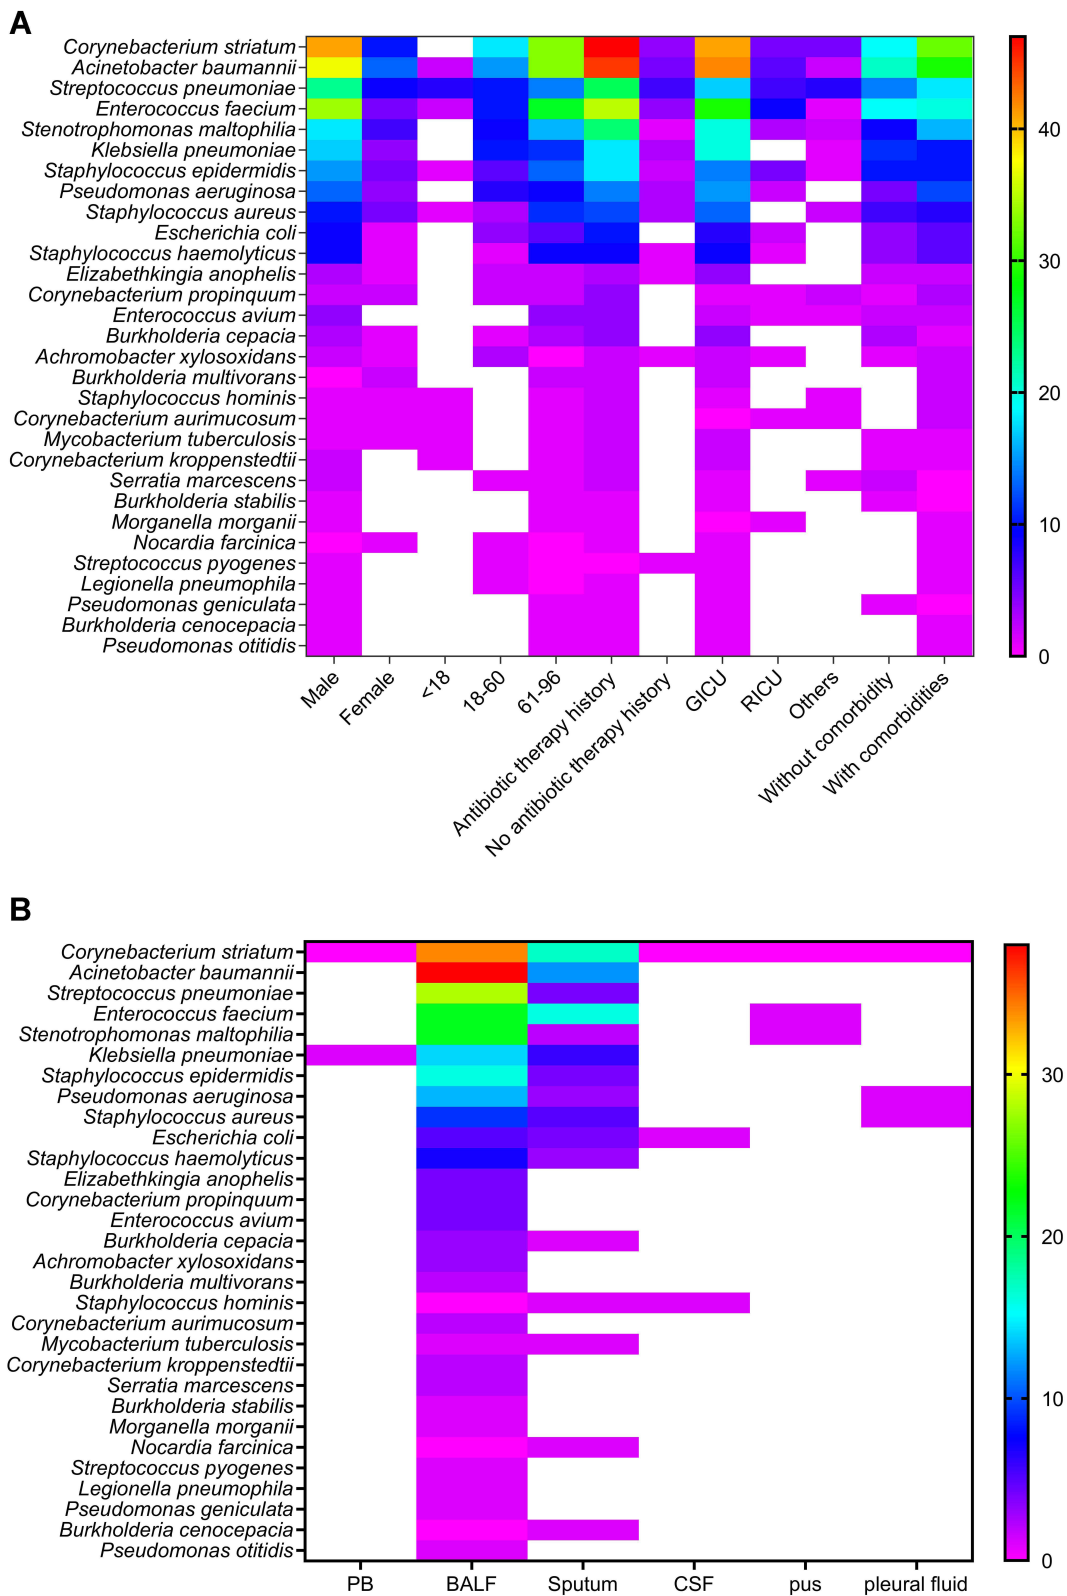 A
Corynebacterium striatum
Acinetobacter baumannii
Streptococcus pneumoniae
Enterococcus faecium
Stenotrophomonas maltophilia
Klebsiella pneumoniae
Staphylococcus epidermidis
Pseudomonas aeruginosa
Staphylococcus aureus
Escherichia coli
Staphylococcus haemolyticus
Elizabethkingia anophelis
Corynebacterium propinquum
Enterococcus avium
Burkholderia cepacia
Achromobacter xylosoxidans
Burkholderia multivorans
Staphylococcus hominis
Corynebacterium aurimucosum
Mycobacterium tuberculosis
Corynebacterium kroppenstedtii
Serratia marcescens
Burkholderia stabilis
Morganella morganii
Nocardia farcinica
Streptococcus pyogenes
Legionella pneumophila
Pseudomonas geniculata
Burkholderia cenocepacia
Pseudomonas otitidis
40
30
20
10
0
Male
Female
<18
18-60
61-96
Antibiotic therapy history
No antibiotic therapy history
GICU
RICU
Others
Without comorbidity
With comorbidities
B
Corynebacterium striatum
Acinetobacter baumannii
Streptococcus pneumoniae
Enterococcus faecium
Stenotrophomonas maltophilia
Klebsiella pneumoniae
Staphylococcus epidermidis
Pseudomonas aeruginosa
Staphylococcus aureus
Escherichia coli
Staphylococcus haemolyticus
Elizabethkingia anophelis
Corynebacterium propinquum
Enterococcus avium
Burkholderia cepacia
Achromobacter xylosoxidans
Burkholderia multivorans
Staphylococcus hominis
Corynebacterium aurimucosum
Mycobacterium tuberculosis
Corynebacterium kroppenstedtii
Serratia marcescens
Burkholderia stabilis
Morganella morganii
Nocardia farcinica
Streptococcus pyogenes
Legionella pneumophila
Pseudomonas geniculata
Burkholderia cenocepacia
Pseudomonas otitidis
30
20
10
0
PB
BALF
Sputum
CSF
pus
pleural fluid